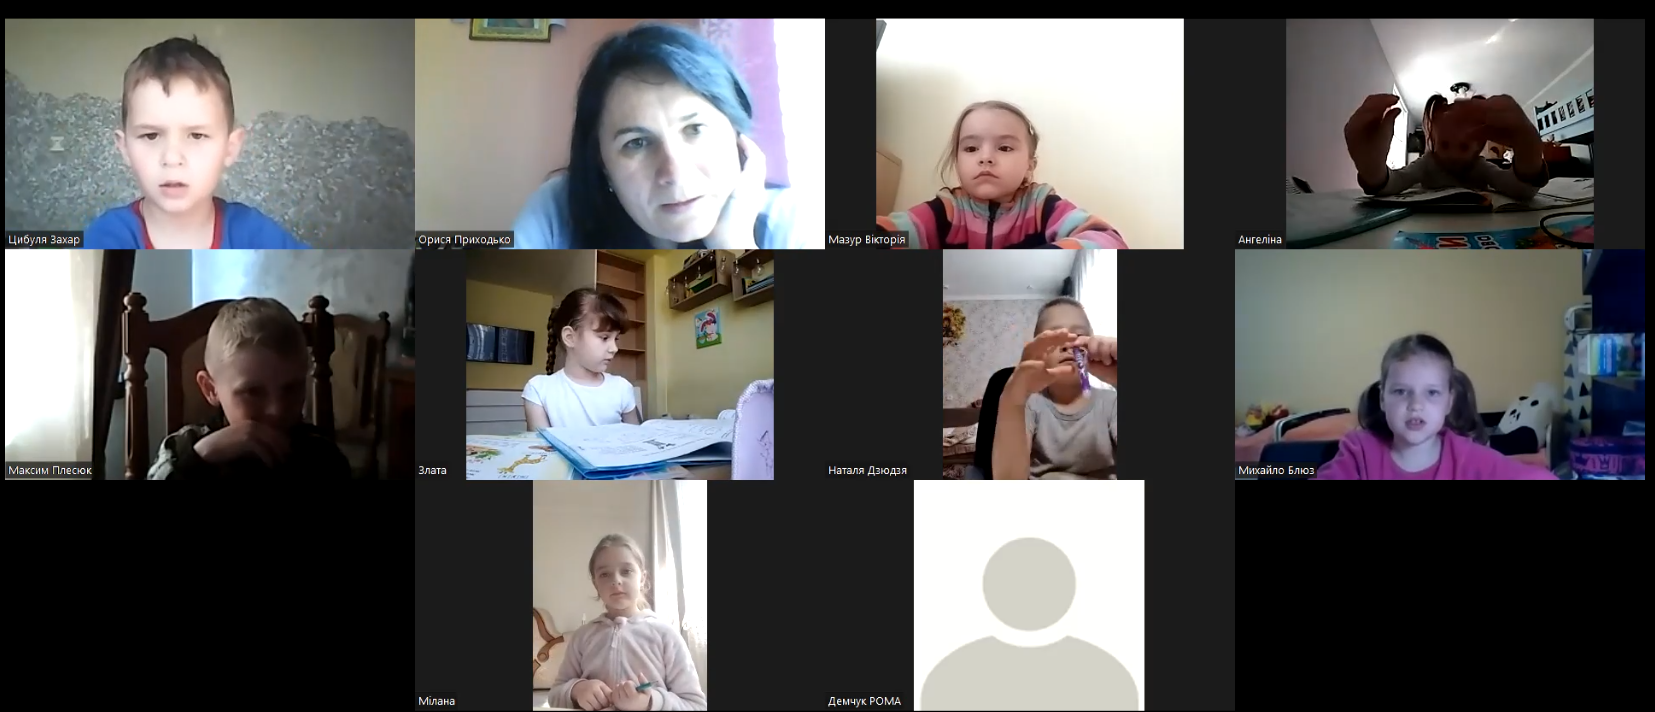 Цибуля Захар
Орися Приходько
Мазур Вікторія
Ангеліна
Максим Плесюк
Злата
Наталя Дзюдзя
Михайло Блюз
Мілана
Демчук РОМА